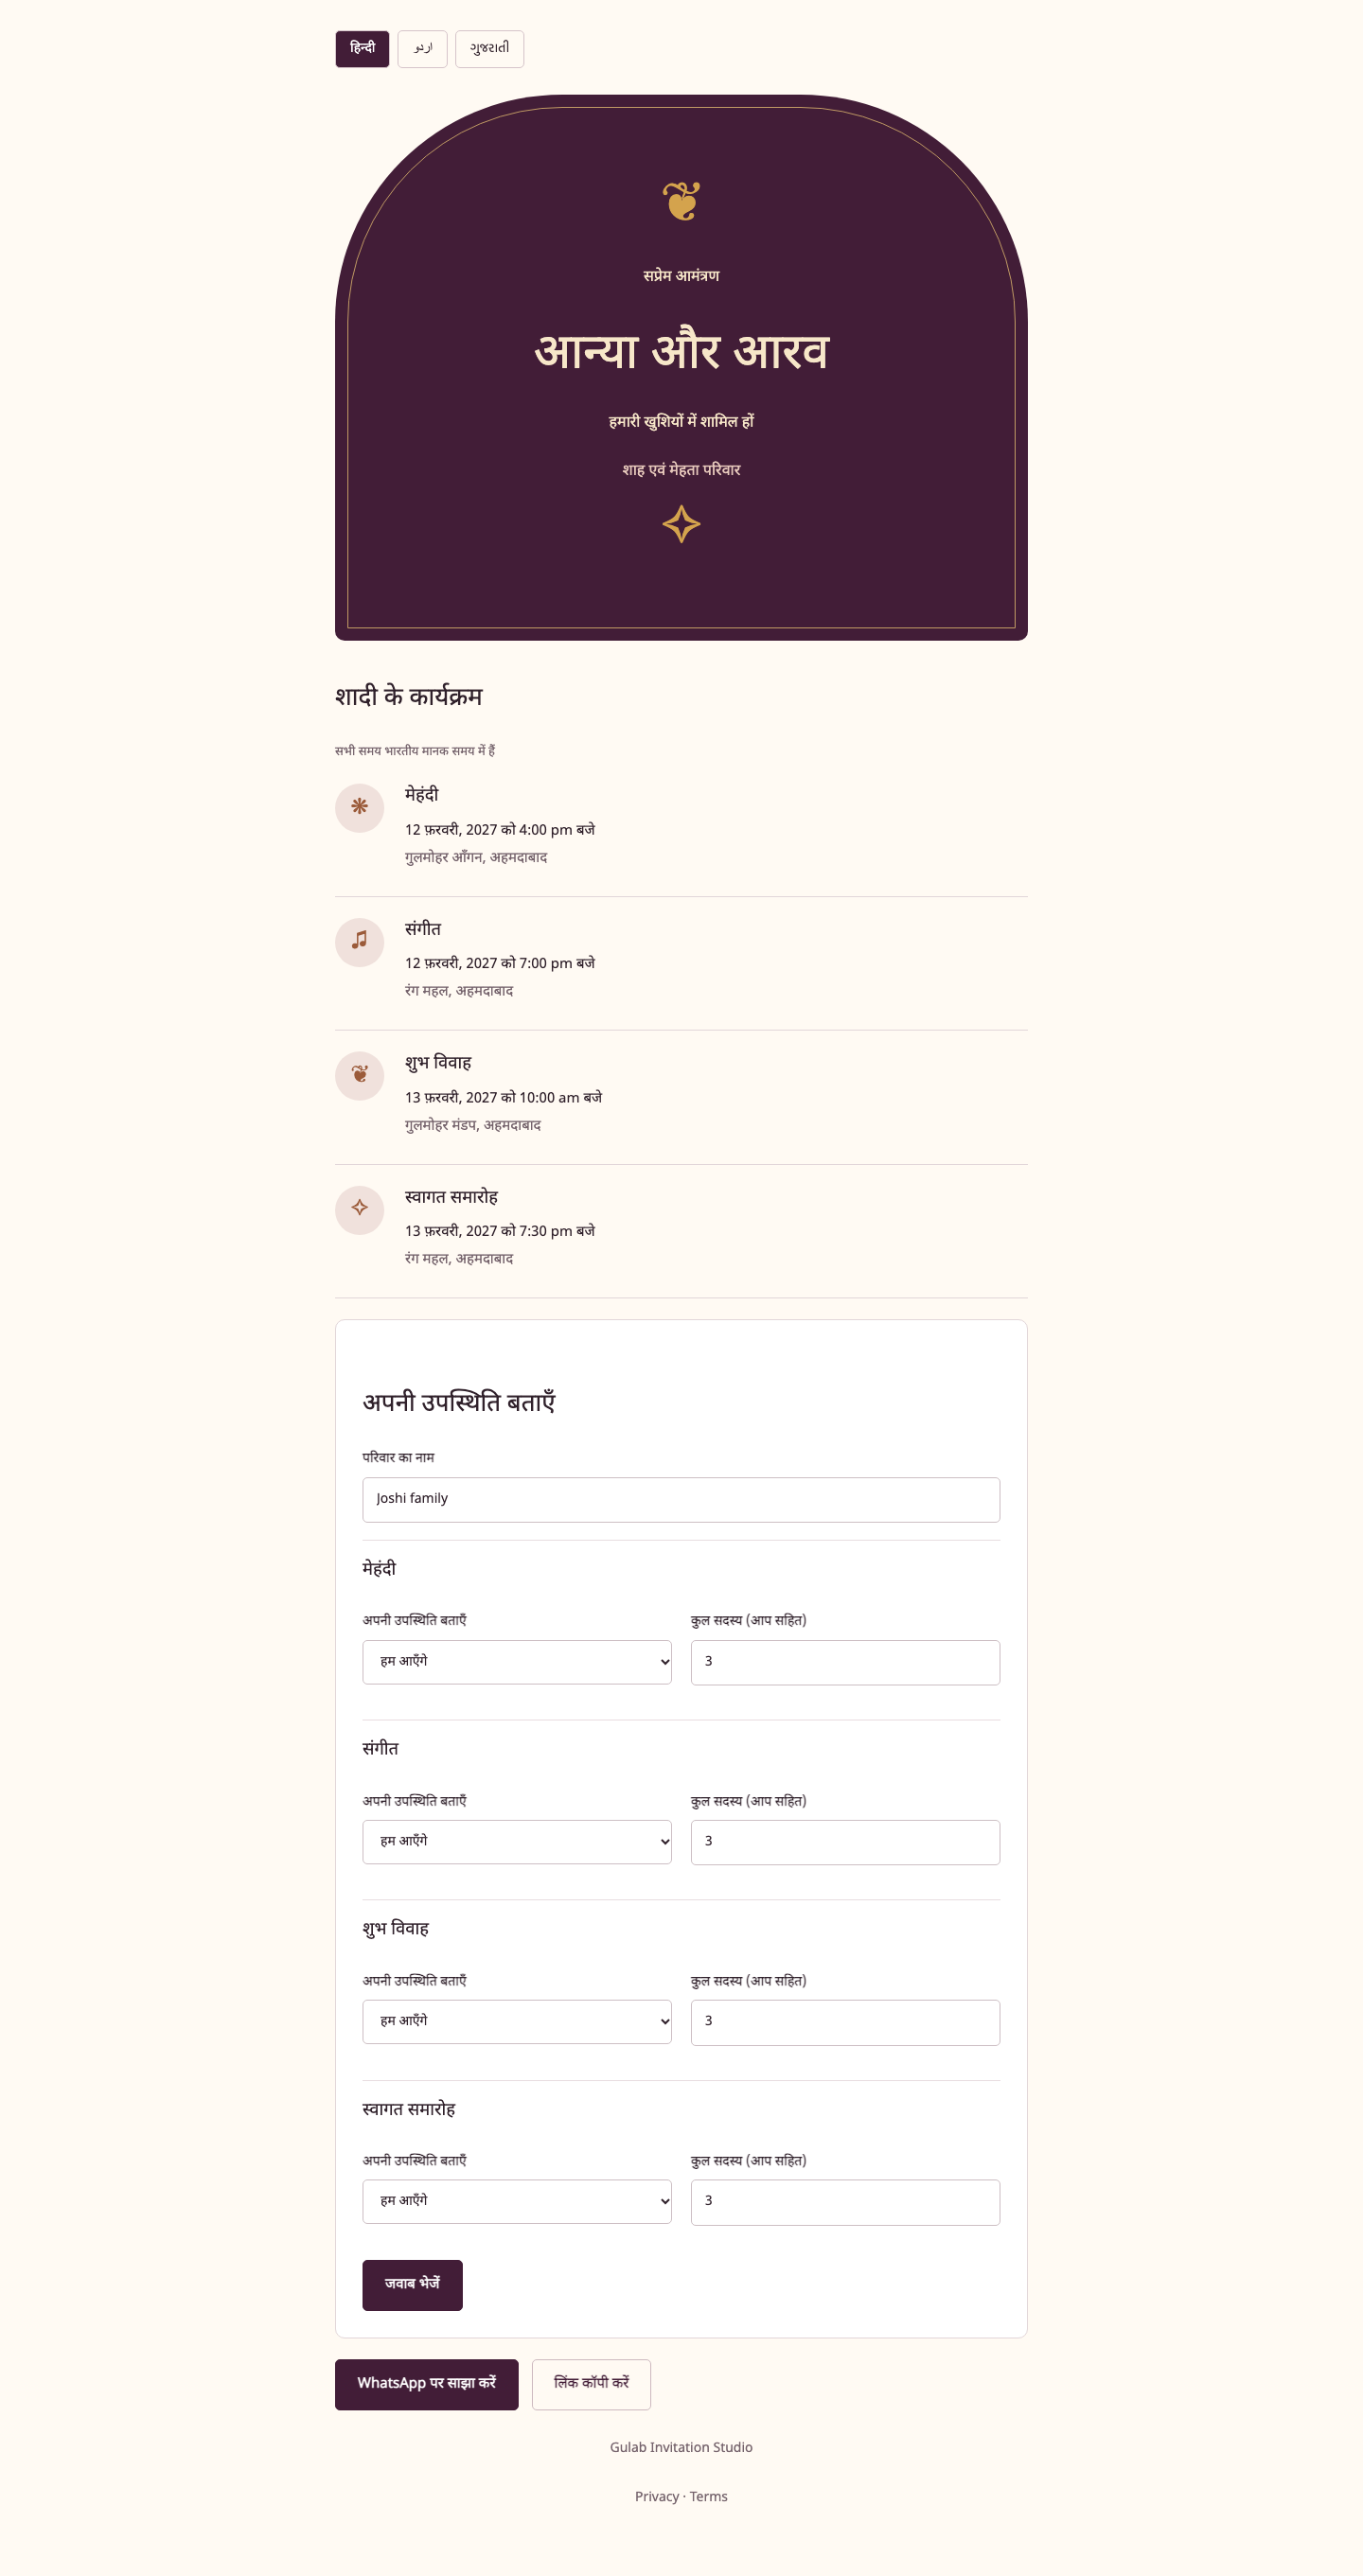 हिन्दी
اردو
ગુજરાતી
सप्रेम आमंत्रण
आन्या और आरव
हमारी खुशियों में शामिल हों
शाह एवं मेहता परिवार
शादी के कार्यक्रम
सभी समय भारतीय मानक समय में हैं
मेहंदी
12 फ़रवरी, 2027 को 4:00 pm बजे
गुलमोहर आँगन, अहमदाबाद
संगीत
12 फ़रवरी, 2027 को 7:00 pm बजे
रंग महल, अहमदाबाद
शुभ विवाह
13 फ़रवरी, 2027 को 10:00 am बजे
गुलमोहर मंडप, अहमदाबाद
स्वागत समारोह
13 फ़रवरी, 2027 को 7:30 pm बजे
रंग महल, अहमदाबाद
अपनी उपस्थिति बताएँ
परिवार का नाम
Joshi family
मेहंदी
अपनी उपस्थिति बताएँ
कुल सदस्य (आप सहित)
हम आएँगे
3
संगीत
अपनी उपस्थिति बताएँ
कुल सदस्य (आप सहित)
हम आएँगे
3
शुभ विवाह
अपनी उपस्थिति बताएँ
कुल सदस्य (आप सहित)
हम आएँगे
3
स्वागत समारोह
अपनी उपस्थिति बताएँ
कुल सदस्य (आप सहित)
हम आएँगे
3
जवाब भेजें
WhatsApp पर साझा करें
लिंक कॉपी करें
Gulab Invitation Studio
Privacy · Terms